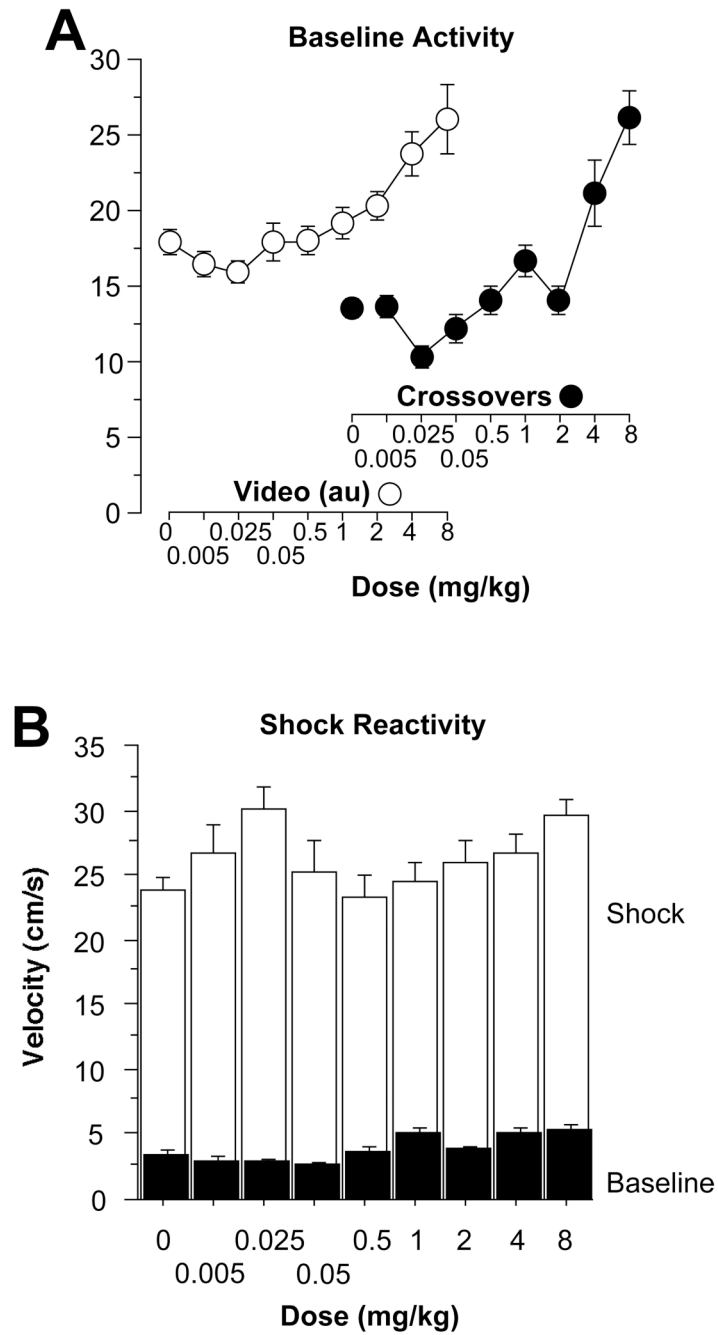 A
Baseline Activity
30
25
20
15
10
5
0
Crossovers
0 0.025 0.5 1 2 4 8
0.005 0.05
Video (au)
0 0.025 0.5 1 2 4 8
0.005 0.05
Dose (mg/kg)
B
Shock Reactivity
Velocity (cm/s)
35
30
25
20
15
10
5
0
Shock
Baseline
0 0.025 0.5 1 2 4 8
0.005 0.05
Dose (mg/kg)